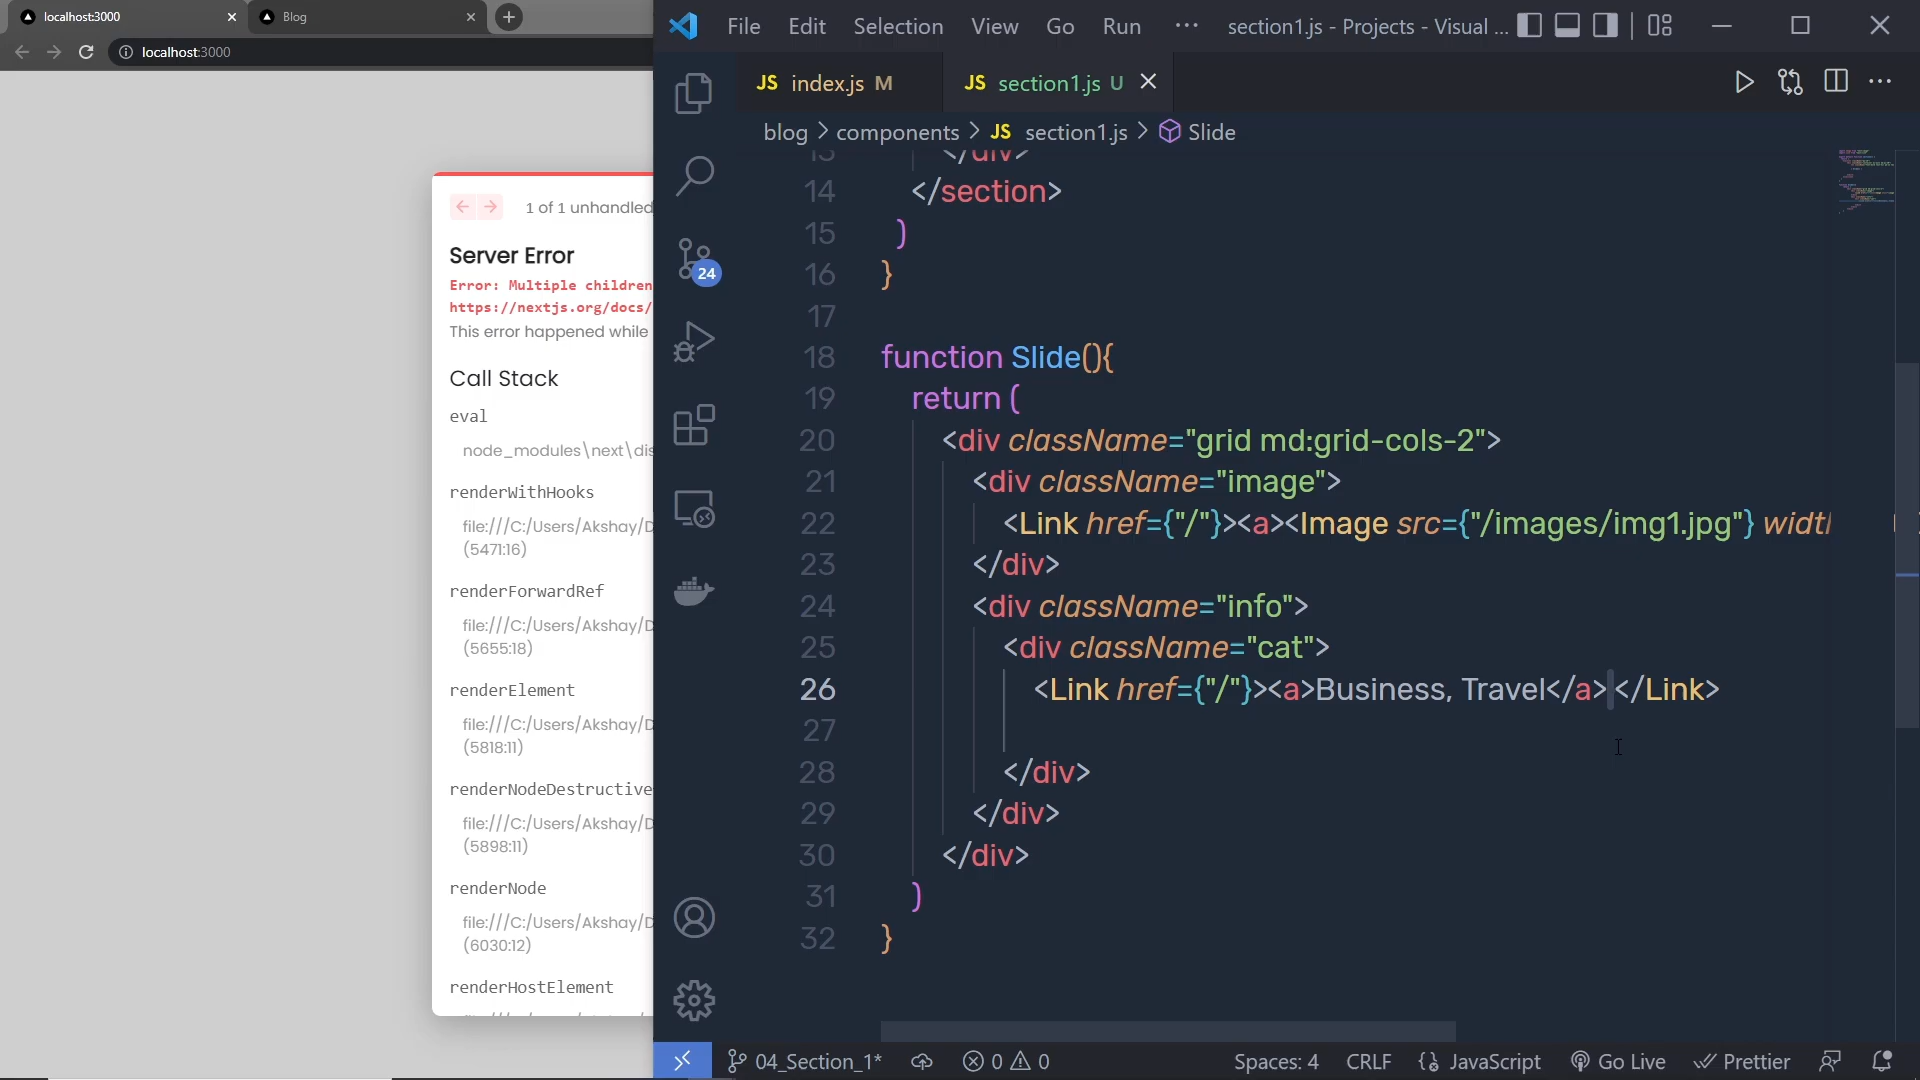 localhost:3000
Blog
localhost:3000
1 of 1 unhandled
Server Error
Error: Multiple children
https://nextjs.org/docs/
This error happened while
Call Stack
eval
node_modules\next\dis
renderWithHooks
file:///C:/Users/Akshay/D
(5471:16)
renderForwardRef
file:///C:/Users/Akshay/D
(5655:18)
renderElement
file:///C:/Users/Akshay/D
(5818:11)
renderNodeDestructive
file:///C:/Users/Akshay/D
(5898:11)
renderNode
file:///C:/Users/Akshay/D
(6030:12)
renderHostElement
File Edit Selection View Go Run ··· section1.js - Projects - Visual ...
JS index.js M
JS section1.js U
blog > components > JS section1.js > Slide
24
13 </div>
14 </section>
15 )
16 }
17
18 function Slide(){
19 return (
20 <div className="grid md:grid-cols-2">
21 <div className="image">
22 <Link href={"/"}><a><Image src={"/images/img1.jpg"} widt
23 </div>
24 <div className="info">
25 <div className="cat">
26 <Link href={"/"}><a>Business, Travel</a> </Link>
27
28 </div>
29 </div>
30 </div>
31 )
32 }
04_Section_1* 0 0 Spaces: 4 CRLF {} JavaScript Go Live Prettier